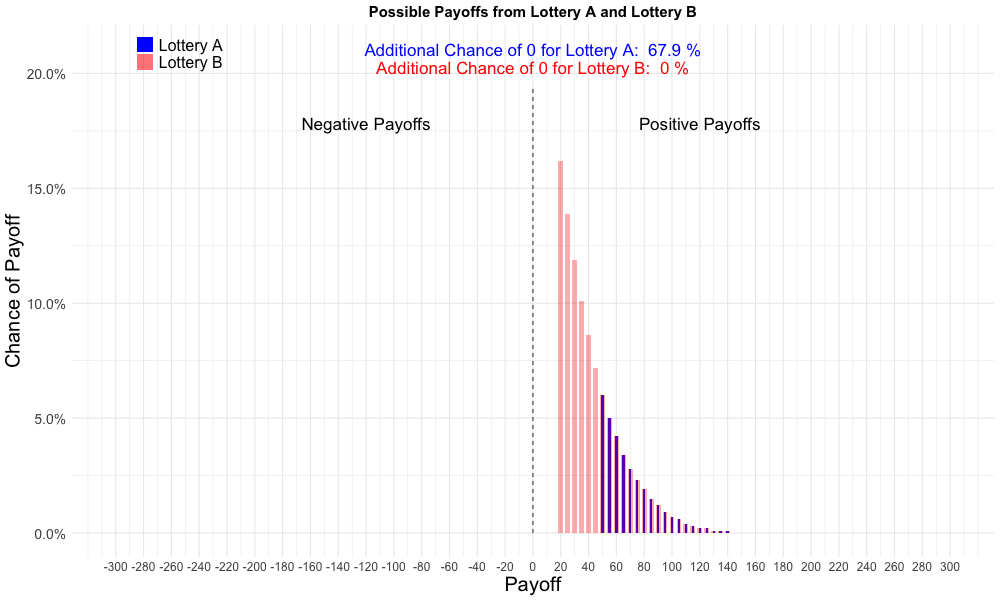 Possible Payoffs from Lottery A and Lottery B
Lottery A
Lottery B
Additional Chance of 0 for Lottery A:  67.9 %
Additional Chance of 0 for Lottery B:  0 %
Negative Payoffs
Positive Payoffs
Chance of Payoff
20.0%
15.0%
10.0%
5.0%
0.0%
-300 -280 -260 -240 -220 -200 -180 -160 -140 -120 -100 -80 -60 -40 -20 0 20 40 60 80 100 120 140 160 180 200 220 240 260 280 300
Payoff